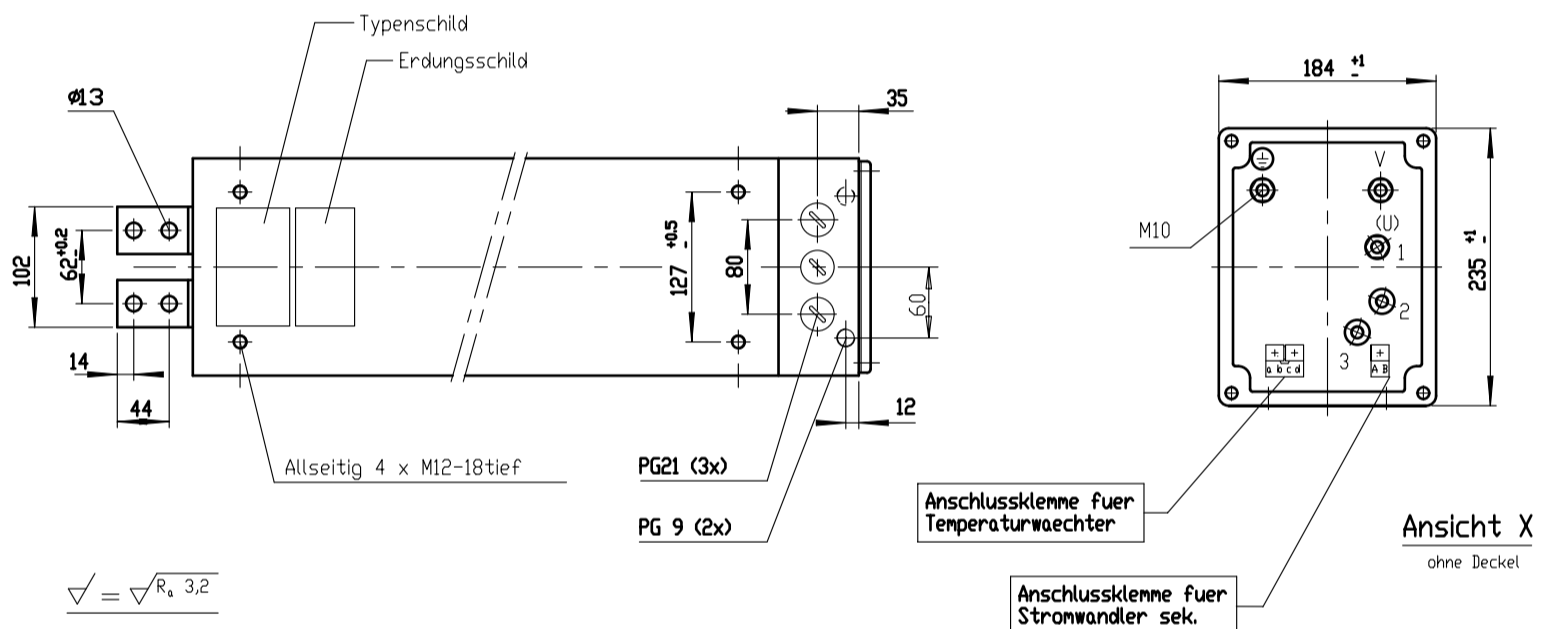 Typenschild
Erdungsschild
ø13
35
102
62 +0.2 -
14
44
127 +0.5 -
80
60
12
Allseitig 4 x M12-18tief
PG21 (3x)
PG 9 (2x)
= Ra 3,2
184 +1 -
235 +1 -
V
M10
(U)
1
2
3
+ +
a b c d
+
A B
Anschlussklemme fuer
Temperaturwaechter
Anschlussklemme fuer
Stromwandler sek.
Ansicht X
ohne Deckel